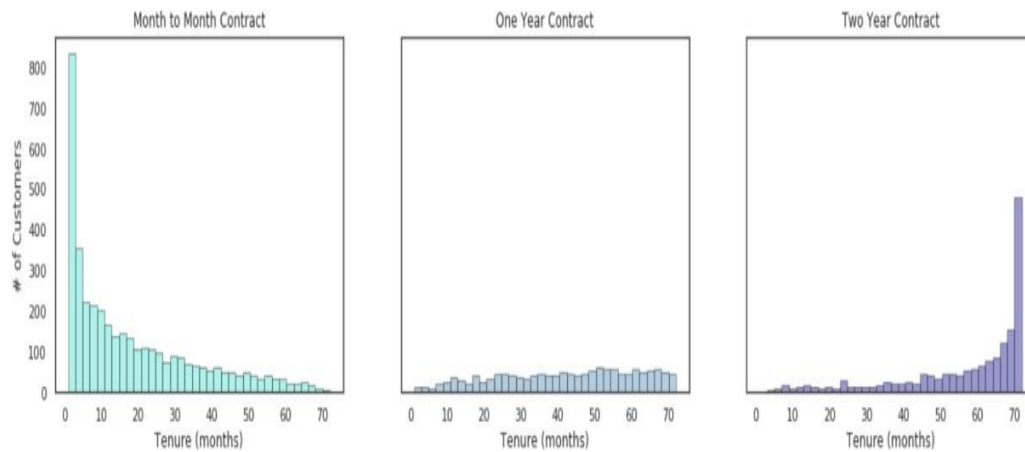 Month to Month Contract
One Year Contract
Two Year Contract
# of Customers
800
700
600
500
400
300
200
100
0
0 10 20 30 40 50 60 70
0 10 20 30 40 50 60 70
0 10 20 30 40 50 60 70
Tenure (months)
Tenure (months)
Tenure (months)